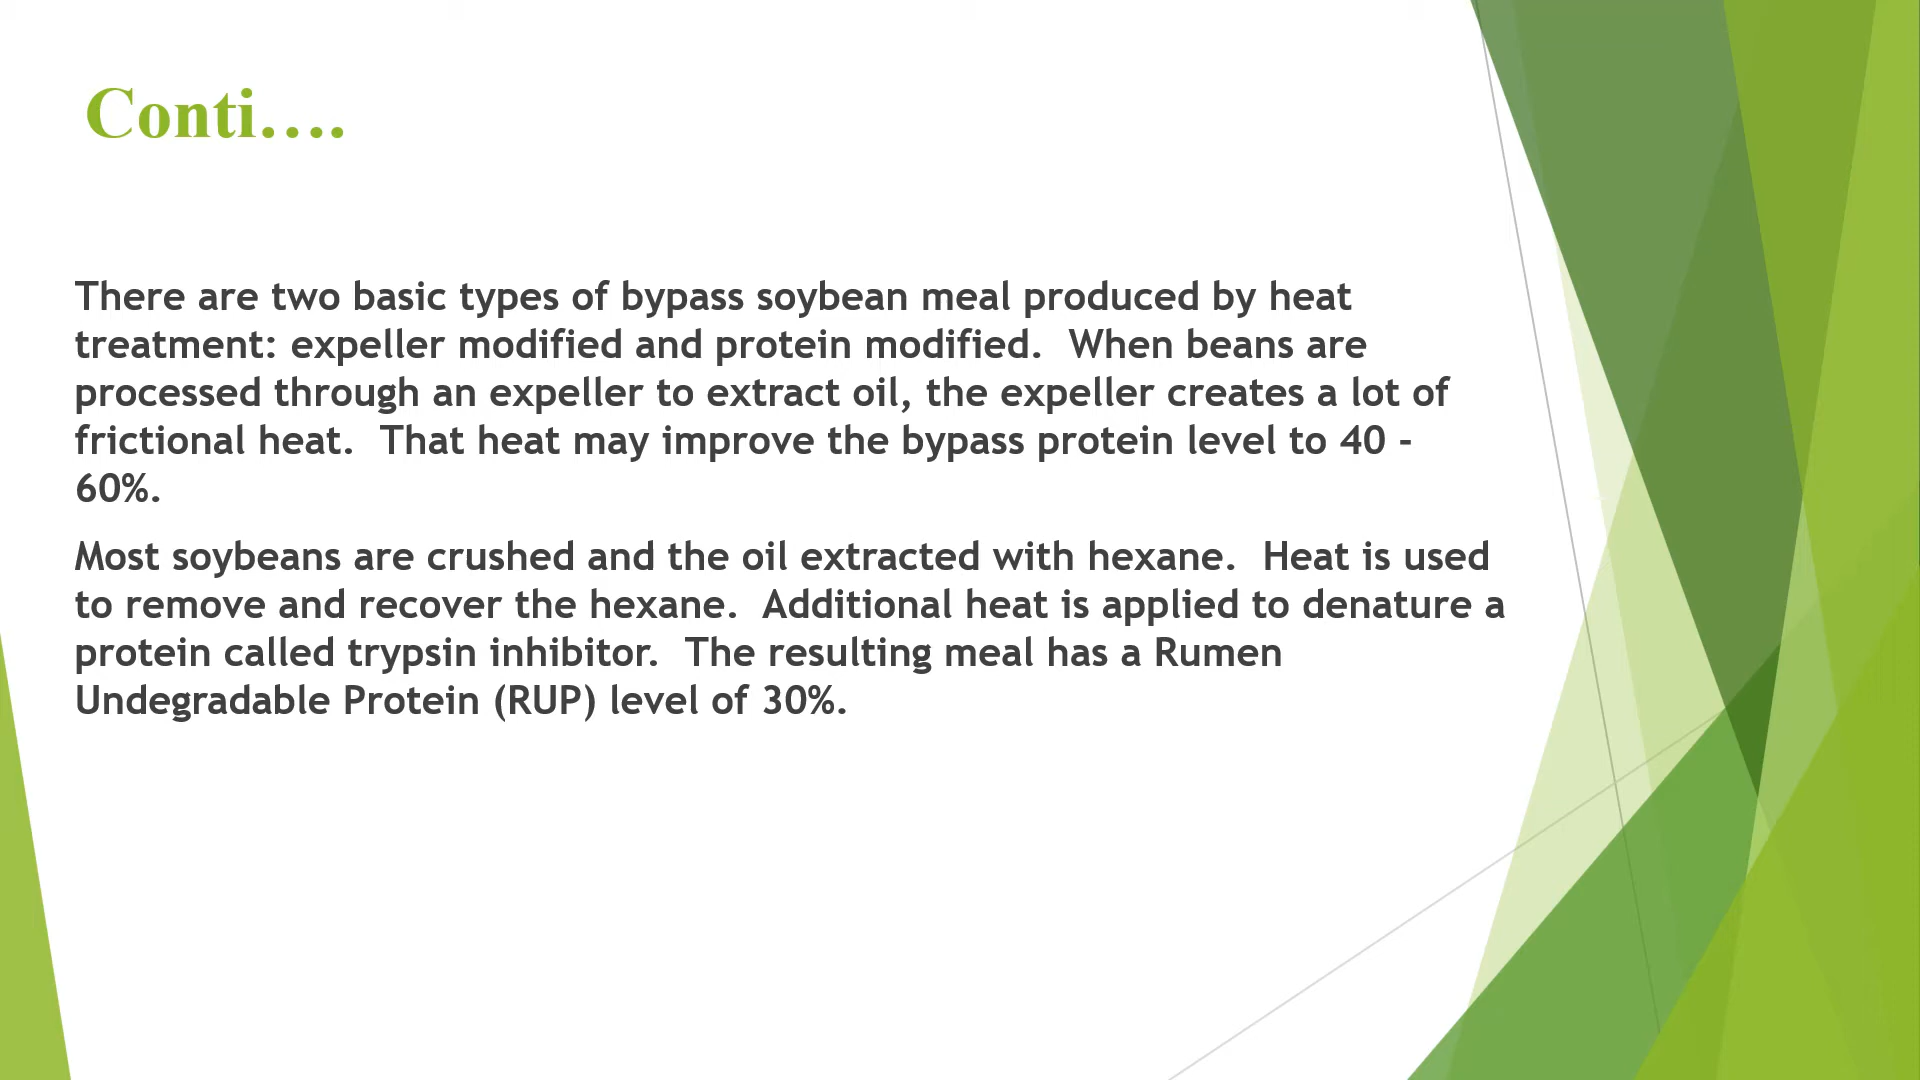 Conti….
There are two basic types of bypass soybean meal produced by heat
treatment: expeller modified and protein modified.  When beans are
processed through an expeller to extract oil, the expeller creates a lot of
frictional heat.  That heat may improve the bypass protein level to 40 -
60%.
Most soybeans are crushed and the oil extracted with hexane.  Heat is used
to remove and recover the hexane.  Additional heat is applied to denature a
protein called trypsin inhibitor.  The resulting meal has a Rumen
Undegradable Protein (RUP) level of 30%.